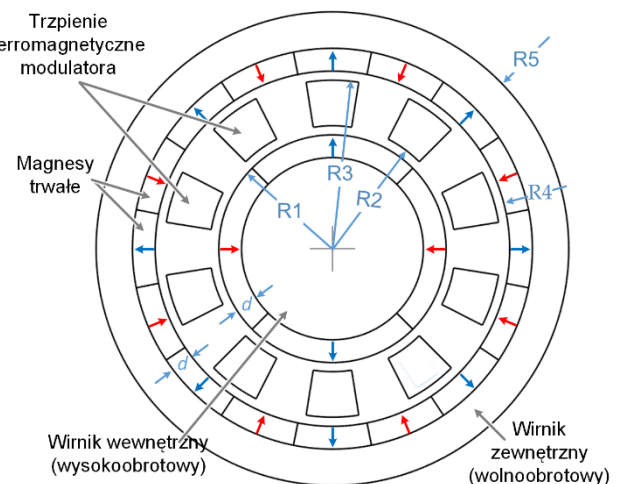 Trzpienie
erromagnetyczne
modulatora
R5
Magnesy
trwałe
R3
R4
R1
R2
d
d
Wirnik wewnętrzny
(wysokoobrotowy)
Wirnik
zewnętrzny
(wolnoobrotowy)